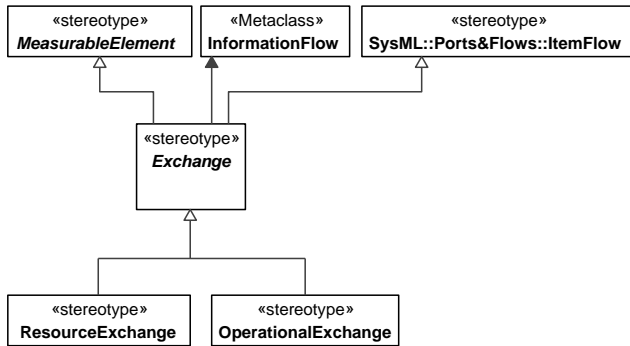 «stereotype»
MeasurableElement
«Metaclass»
InformationFlow
«stereotype»
SysML::Ports&Flows::ItemFlow
«stereotype»
Exchange
«stereotype»
ResourceExchange
«stereotype»
OperationalExchange